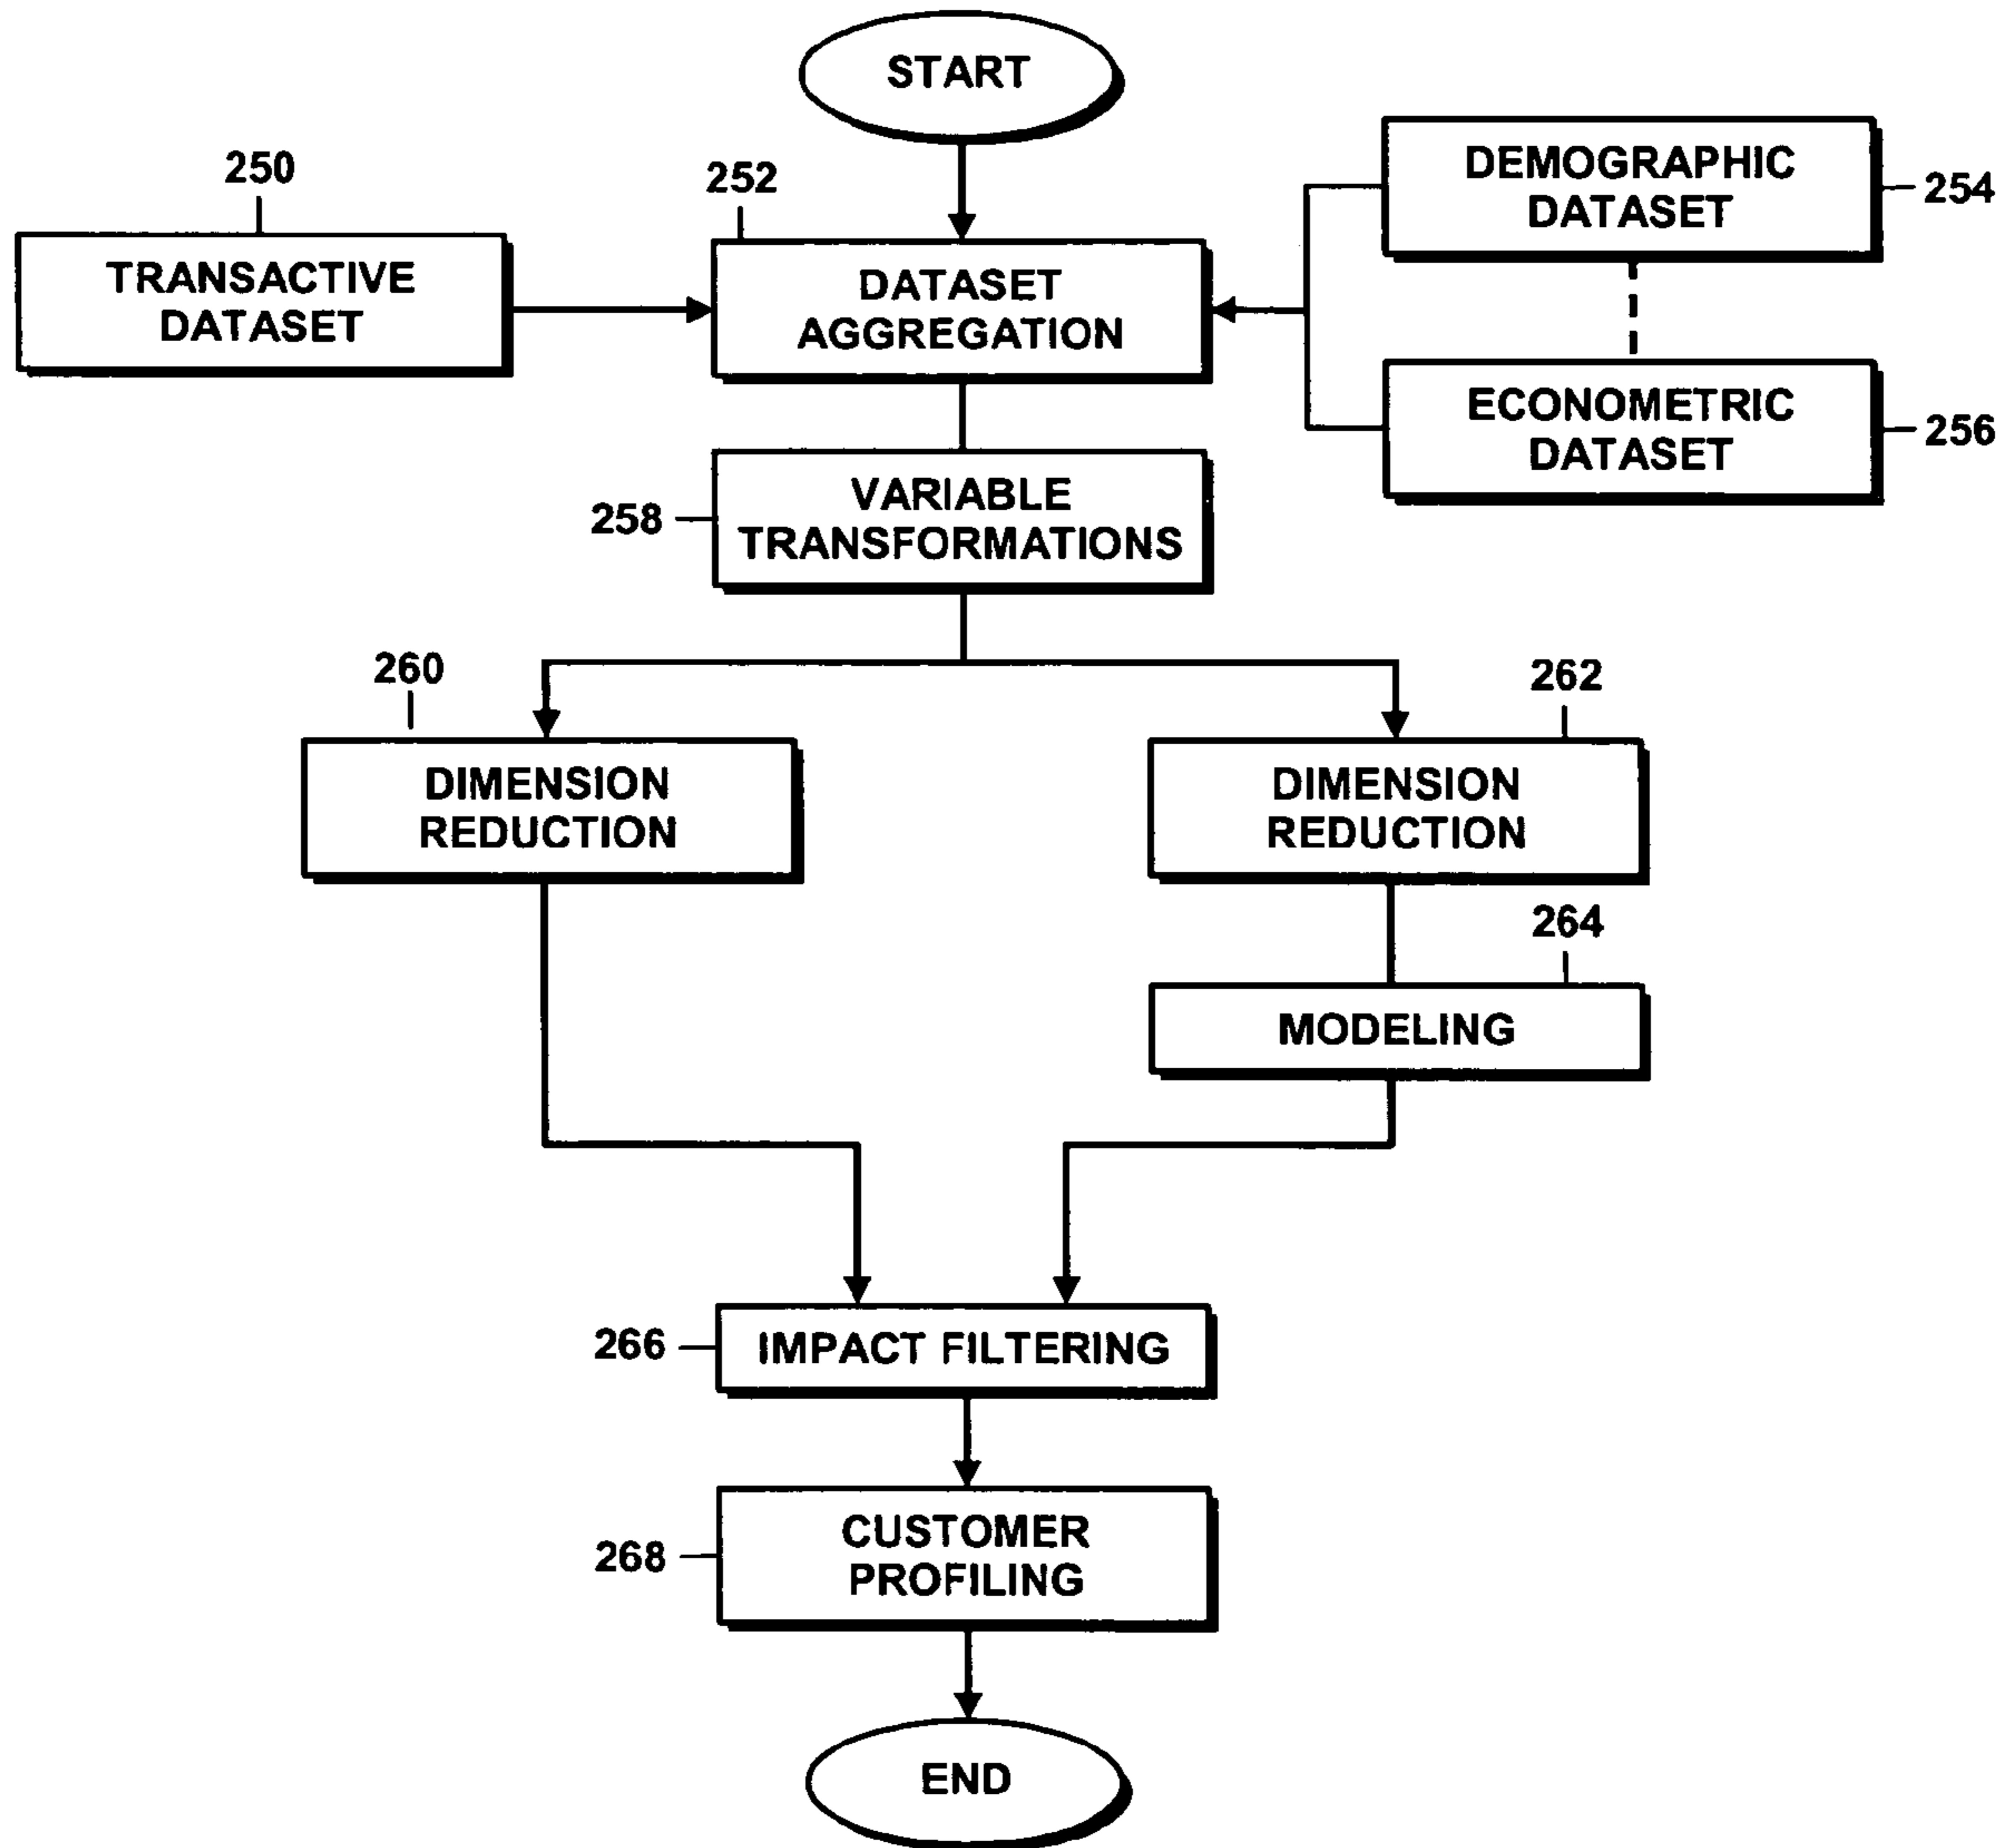 START
250
TRANSACTIVE
DATASET
252
DATASET
AGGREGATION
DEMOGRAPHIC
DATASET
254
ECONOMETRIC
DATASET
256
258
VARIABLE
TRANSFORMATIONS
260
DIMENSION
REDUCTION
262
DIMENSION
REDUCTION
264
MODELING
266
IMPACT FILTERING
268
CUSTOMER
PROFILING
END